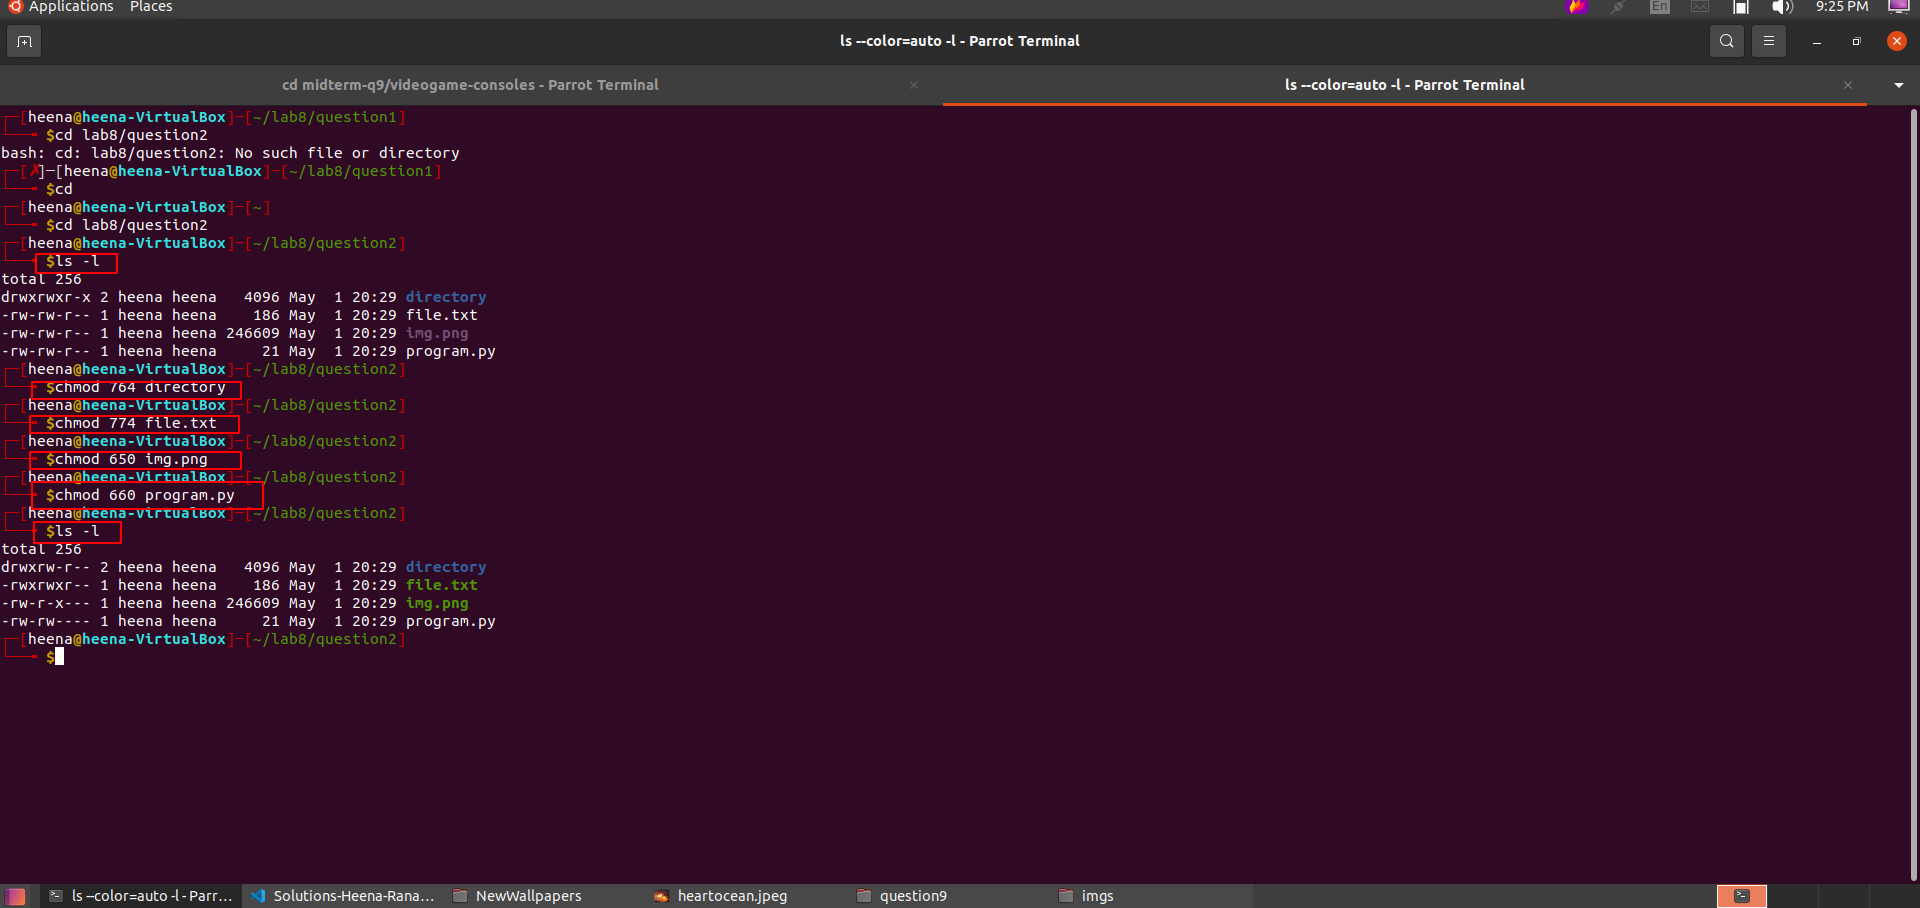 Applications Places En 9:25 PM
ls --color=auto -l - Parrot Terminal
cd midterm-q9/videogame-consoles - Parrot Terminal
ls --color=auto -l - Parrot Terminal
[heena@heena-VirtualBox]─[~/lab8/question1]
$cd lab8/question2
bash: cd: lab8/question2: No such file or directory
[✗]─[heena@heena-VirtualBox]─[~/lab8/question1]
$cd
[heena@heena-VirtualBox]─[~]
$cd lab8/question2
[heena@heena-VirtualBox]─[~/lab8/question2]
$ls -l
total 256
drwxrwxr-x 2 heena heena   4096 May  1 20:29 directory
-rw-rw-r-- 1 heena heena    186 May  1 20:29 file.txt
-rw-rw-r-- 1 heena heena 246609 May  1 20:29 img.png
-rw-rw-r-- 1 heena heena     21 May  1 20:29 program.py
[heena@heena-VirtualBox]─[~/lab8/question2]
$chmod 764 directory
[heena@heena-VirtualBox]─[~/lab8/question2]
$chmod 774 file.txt
[heena@heena-VirtualBox]─[~/lab8/question2]
$chmod 650 img.png
[heena@heena-VirtualBox]─[~/lab8/question2]
$chmod 660 program.py
[heena@heena-VirtualBox]─[~/lab8/question2]
$ls -l
total 256
drwxrw-r-- 2 heena heena   4096 May  1 20:29 directory
-rwxrwxr-- 1 heena heena    186 May  1 20:29 file.txt
-rw-r-x--- 1 heena heena 246609 May  1 20:29 img.png
-rw-rw---- 1 heena heena     21 May  1 20:29 program.py
[heena@heena-VirtualBox]─[~/lab8/question2]
$
ls --color=auto -l - Parr... Solutions-Heena-Rana... NewWallpapers heartocean.jpeg question9 imgs